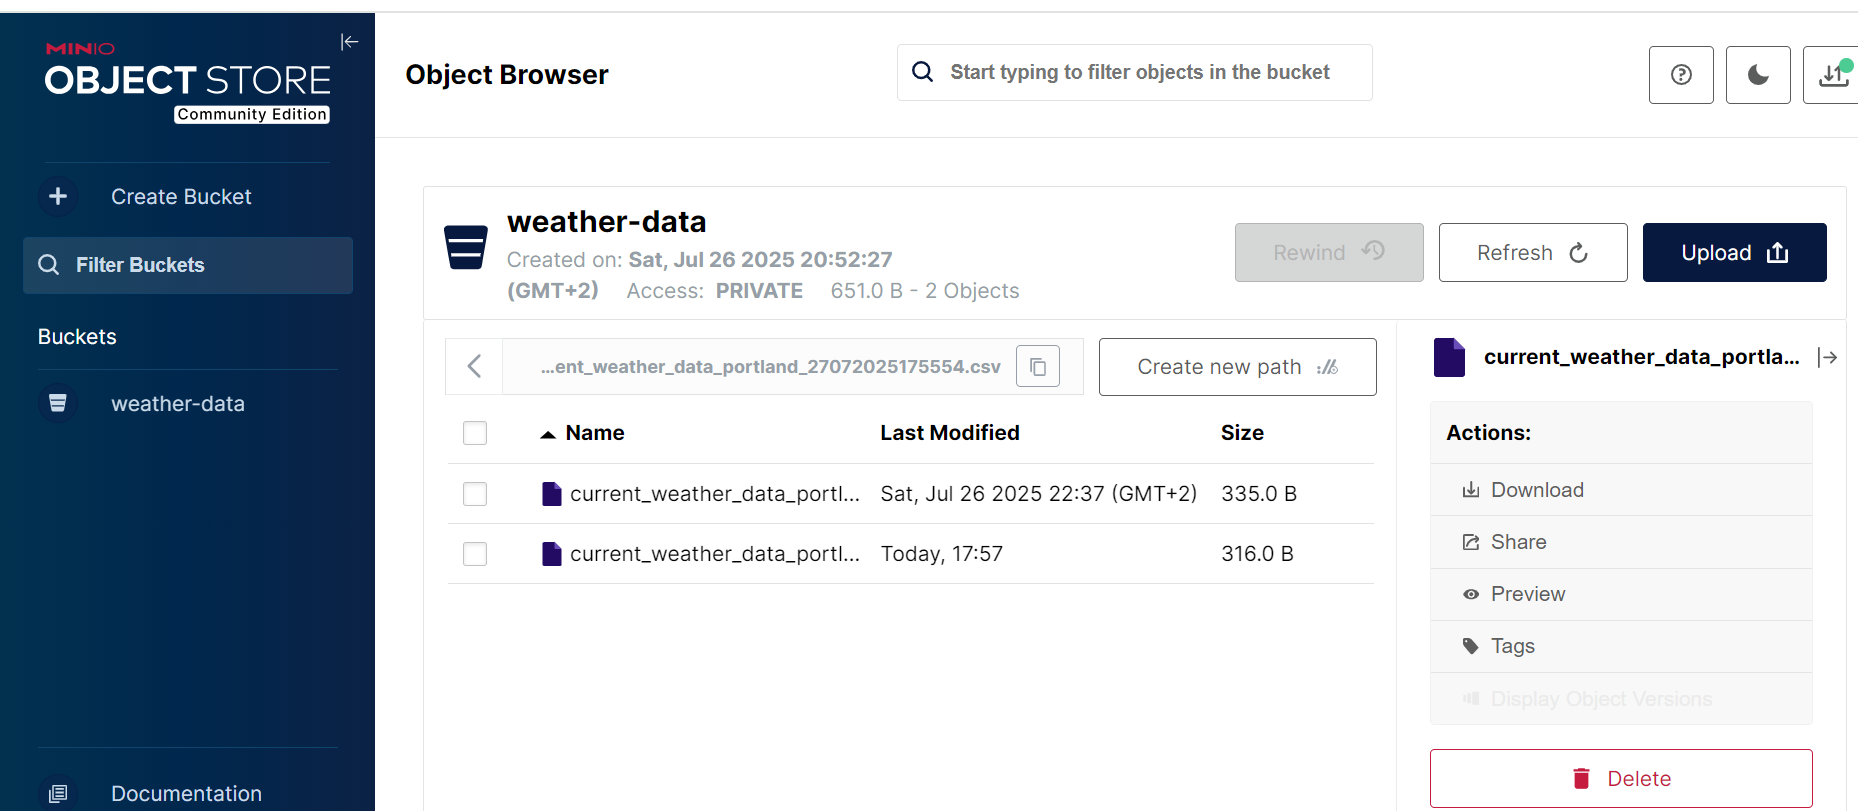 MINIO
OBJECT STORE
Community Edition
Create Bucket
Filter Buckets
Buckets
weather-data
Documentation
Object Browser
Start typing to filter objects in the bucket
weather-data
Created on: Sat, Jul 26 2025 20:52:27
(GMT+2) Access: PRIVATE 651.0 B - 2 Objects
Rewind
Refresh
Upload
...ent_weather_data_portland_27072025175554.csv
Create new path
Name Last Modified Size
current_weather_data_portl... Sat, Jul 26 2025 22:37 (GMT+2) 335.0 B
current_weather_data_portl... Today, 17:57 316.0 B
current_weather_data_portla...
Actions:
Download
Share
Preview
Tags
Display Object Versions
Delete